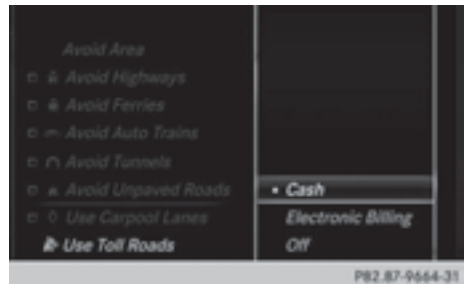 Avoid Area
Avoid Highways
Avoid Ferries
Avoid Auto Trains
Avoid Tunnels
Avoid Unpaved Roads
Use Carpool Lanes
Use Toll Roads
Cash
Electronic Billing
Off
P82.87-9664-31